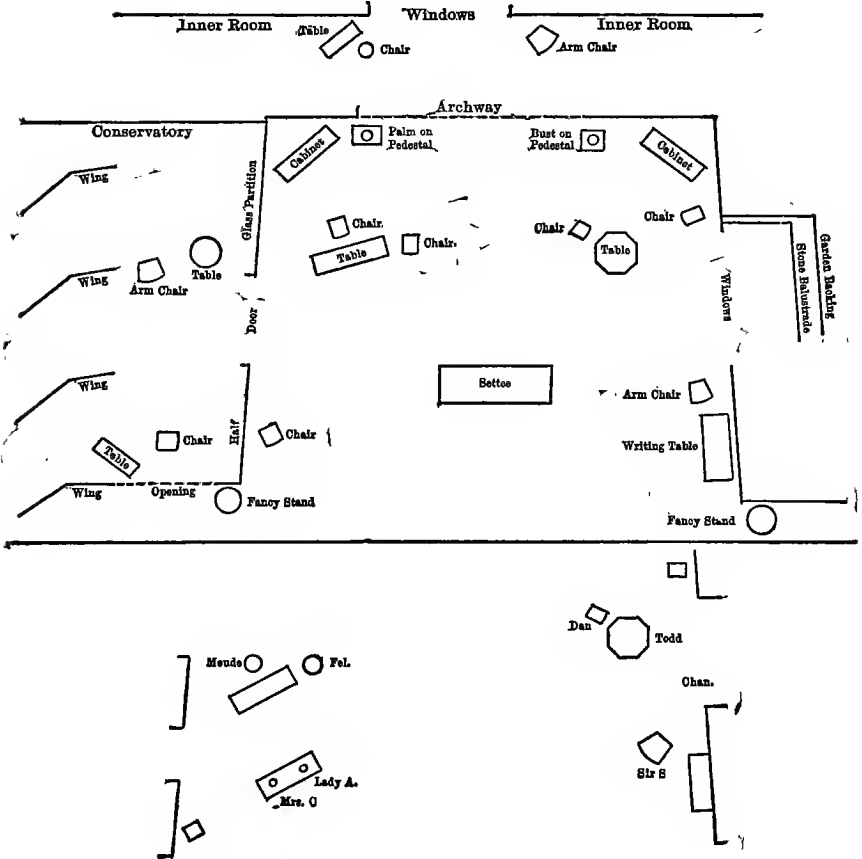 Windows
Inner Room
Inner Room
Table
Chair
Arm Chair
Archway
Conservatory
Palm on
Pedestal
Bust on
Pedestal
Cabinet
Cabinet
Wing
Glass Partition
Chair.
Chair.
Table
Chair
Chair
Table
Table
Arm Chair
Wing
Door
Windows
Stone Balustrade
Garden Backing
Settee
Wing
Arm Chair
Half
Chair
Chair
Table
Writing Table
Wing
Opening
Fancy Stand
Fancy Stand
Dan
Todd
Meude
Fel.
Chan.
Sir S
Lady A.
Mrs. C